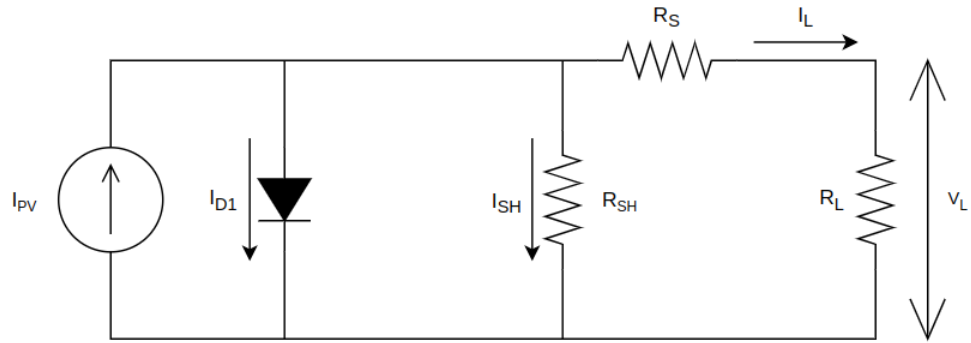 R_S
I_L
I_PV
I_D1
I_SH
R_SH
R_L
V_L